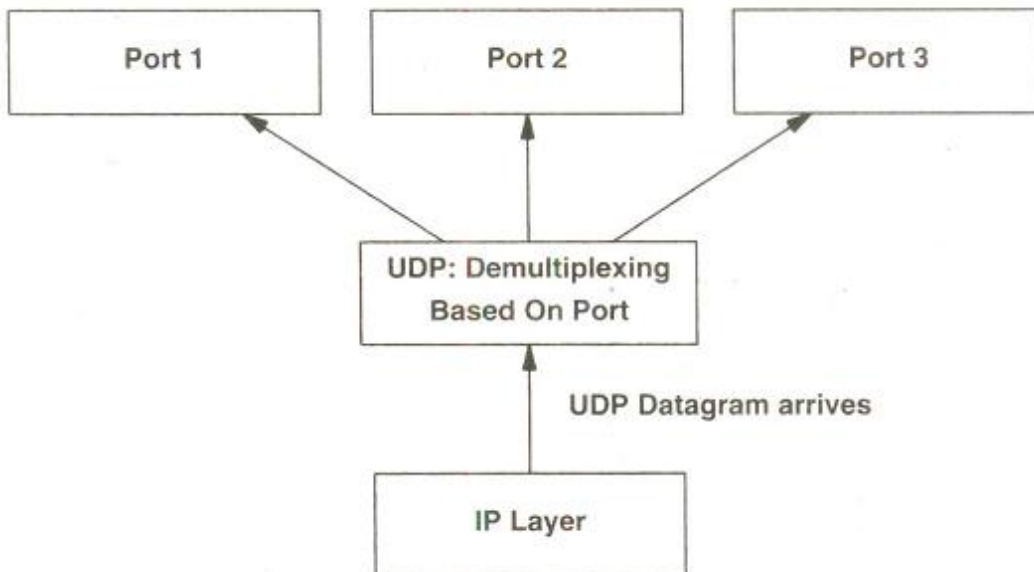 Port 1
Port 2
Port 3
UDP: Demultiplexing
Based On Port
UDP Datagram arrives
IP Layer